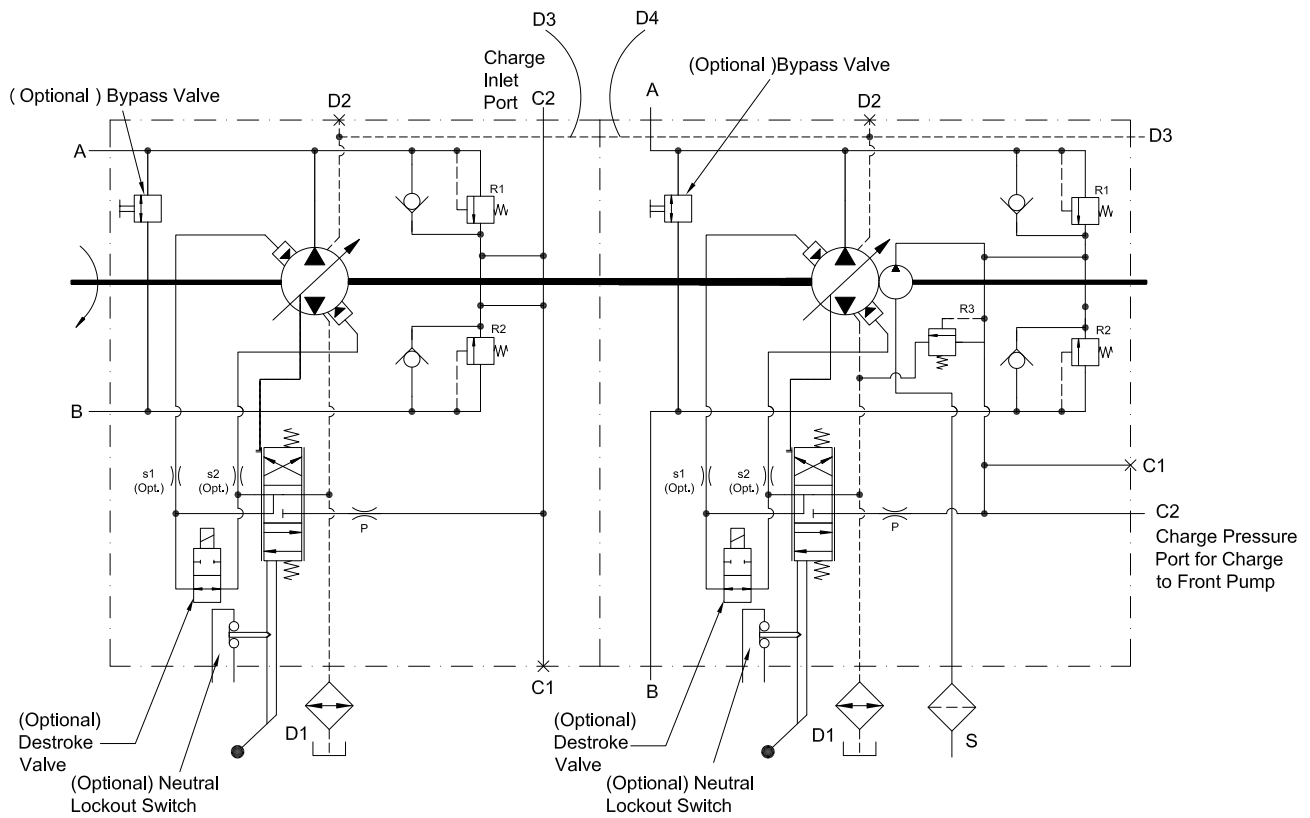 D3
D4
Charge
Inlet
Port
C2
(Optional )Bypass Valve
( Optional ) Bypass Valve
D2
A
D2
D3
A
R1
R1
R3
R2
R2
B
s1
(Opt.)
s2
(Opt.)
P
s1
(Opt.)
s2
(Opt.)
P
C1
C2
Charge Pressure
Port for Charge
to Front Pump
C1
B
(Optional)
Destroke
Valve
D1
(Optional) Neutral
Lockout Switch
(Optional)
Destroke
Valve
D1
S
(Optional) Neutral
Lockout Switch